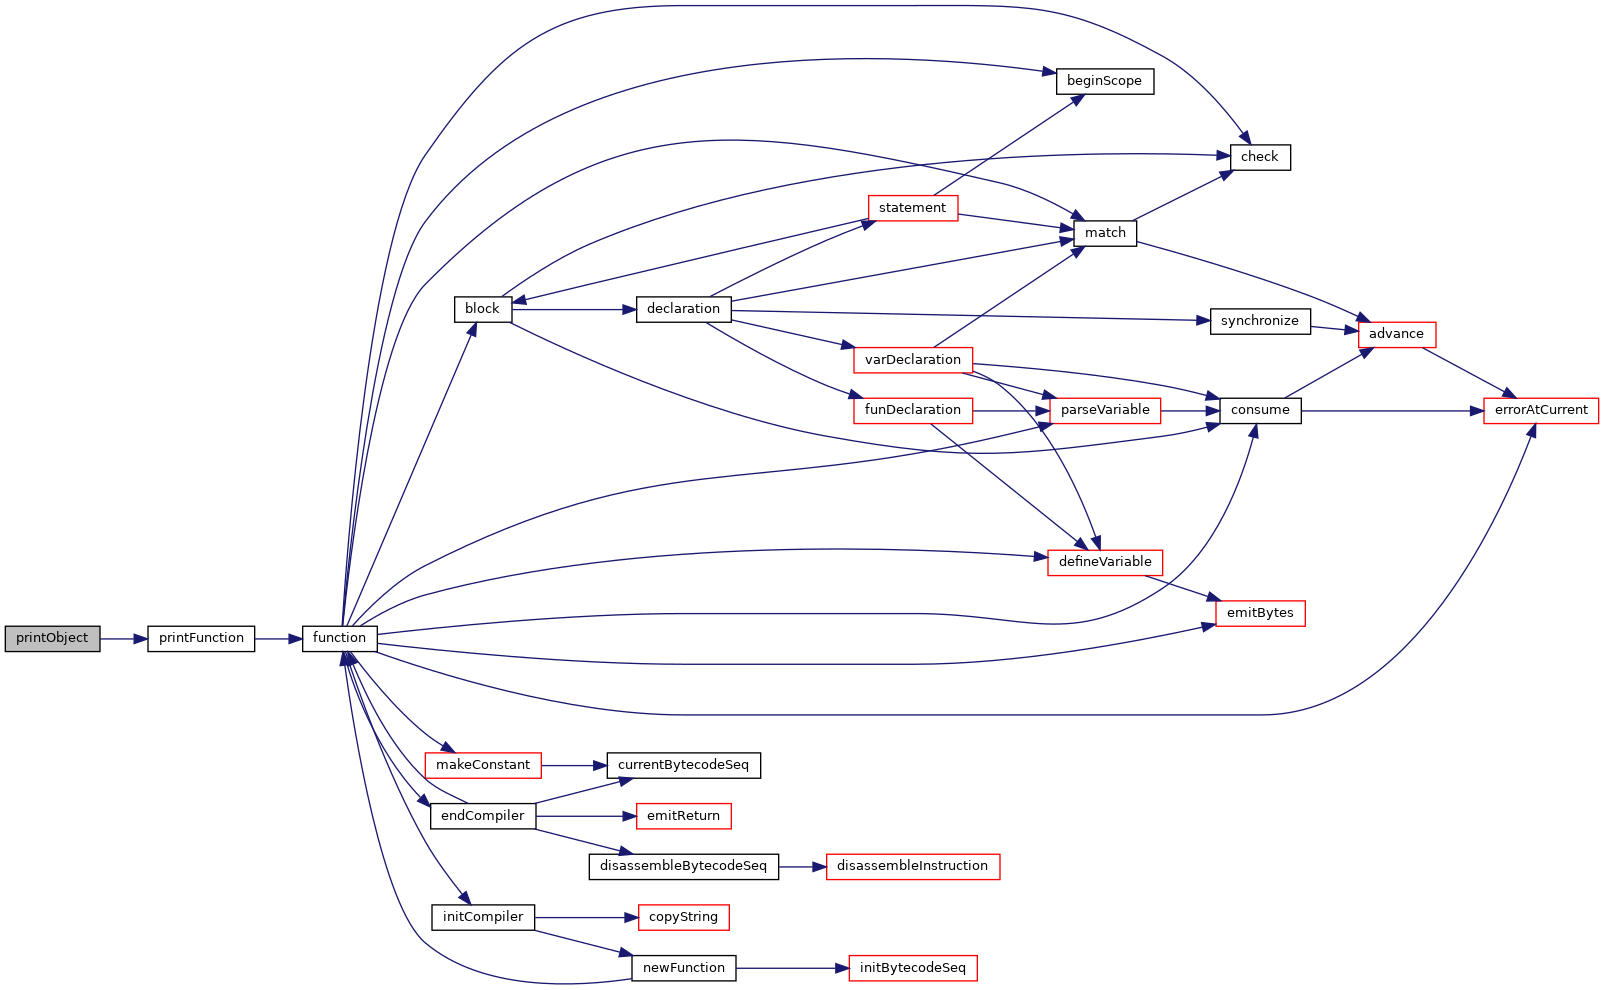 beginScope
check
statement
match
block
declaration
synchronize
advance
varDeclaration
funDeclaration
parseVariable
consume
errorAtCurrent
defineVariable
emitBytes
printObject
printFunction
function
makeConstant
currentBytecodeSeq
endCompiler
emitReturn
disassembleBytecodeSeq
disassembleInstruction
initCompiler
copyString
newFunction
initBytecodeSeq